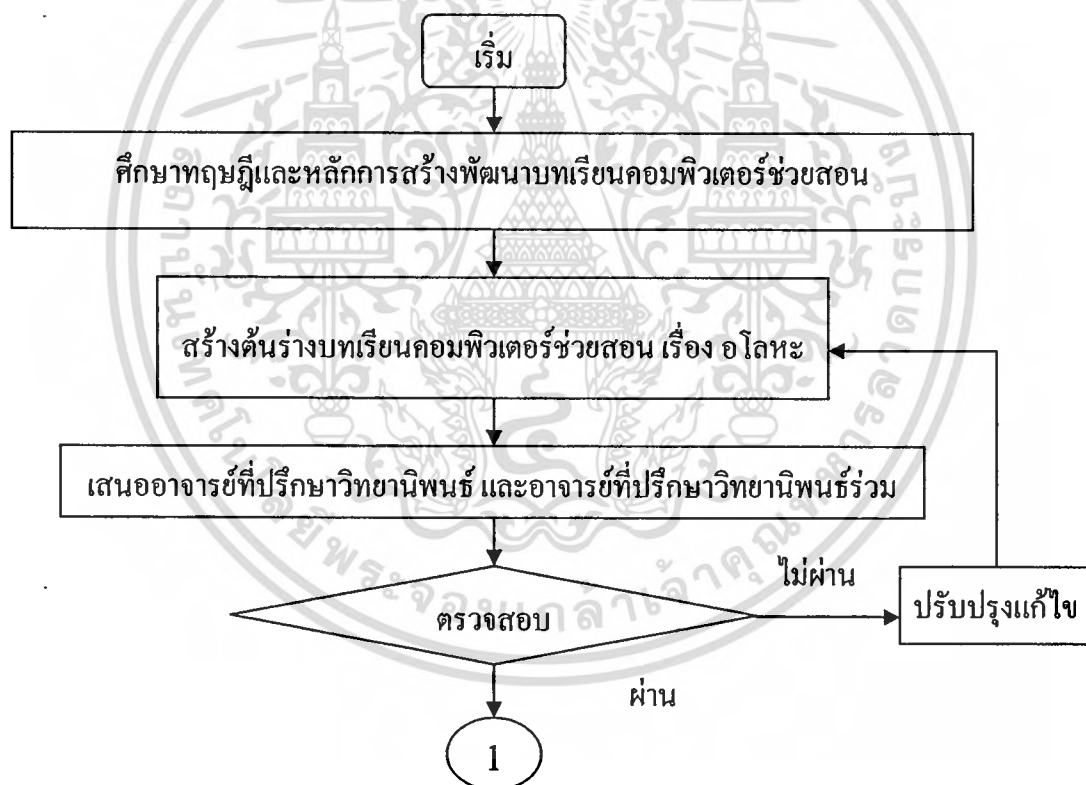 เริ่ม
ศึกษาทฤษฎีและหลักการสร้างพัฒนาบทเรียนคอมพิวเตอร์ช่วยสอน
สร้างต้นร่างบทเรียนคอมพิวเตอร์ช่วยสอน เรื่อง อโลหะ
เสนออาจารย์ที่ปรึกษาวิทยานิพนธ์ และอาจารย์ที่ปรึกษาวิทยานิพนธ์ร่วม
ตรวจสอบ
ไม่ผ่าน
ปรับปรุงแก้ไข
ผ่าน
1